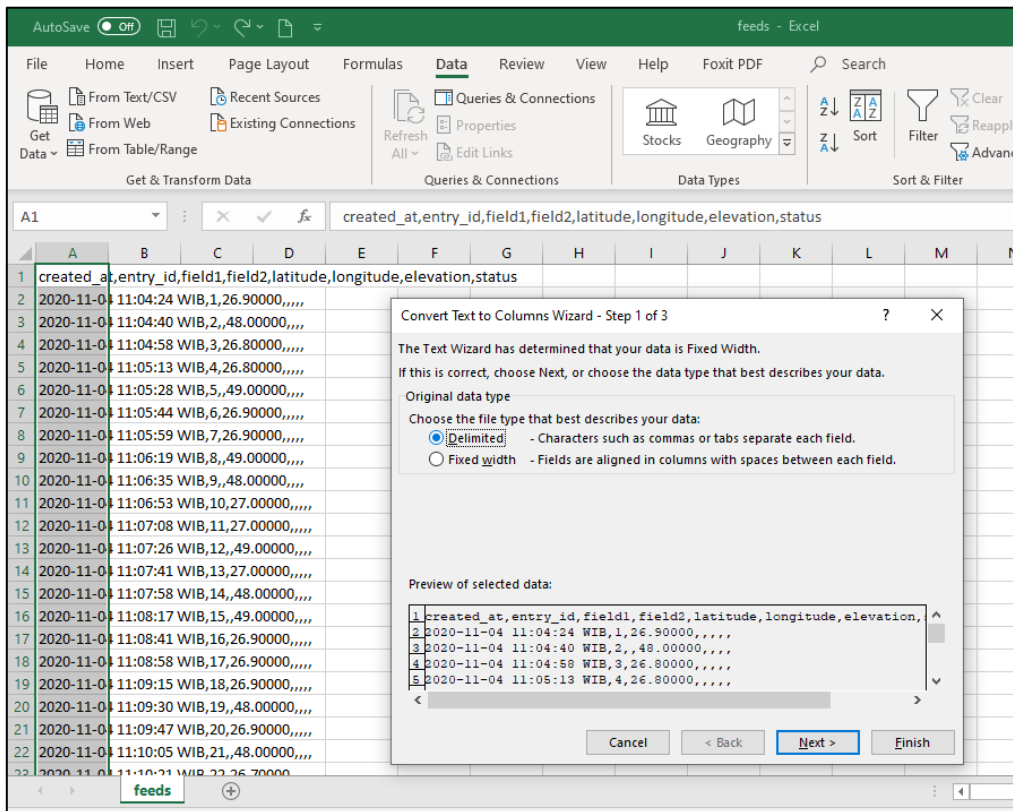 AutoSave Off feeds - Excel
File Home Insert Page Layout Formulas Data Review View Help Foxit PDF Search
From Text/CSV Recent Sources Queries & Connections Clear
Get Data From Web Existing Connections Refresh All Properties Stocks Geography Sort Filter
From Table/Range Edit Links
Get & Transform Data Queries & Connections Data Types Sort & Filter
A1 fx created_at,entry_id,field1,field2,latitude,longitude,elevation,status
A B C D E F G H I J K L M
1 created_at,entry_id,field1,field2,latitude,longitude,elevation,status
2 2020-11-04 11:04:24 WIB,1,26.90000,,,,,
3 2020-11-04 11:04:40 WIB,2,,48.00000,,,,
4 2020-11-04 11:04:58 WIB,3,26.80000,,,,,
5 2020-11-04 11:05:13 WIB,4,26.80000,,,,,
6 2020-11-04 11:05:28 WIB,5,,49.00000,,,,
7 2020-11-04 11:05:44 WIB,6,26.90000,,,,,
8 2020-11-04 11:05:59 WIB,7,26.90000,,,,,
9 2020-11-04 11:06:19 WIB,8,,49.00000,,,,
10 2020-11-04 11:06:35 WIB,9,,48.00000,,,,
11 2020-11-04 11:06:53 WIB,10,27.00000,,,,,
12 2020-11-04 11:07:08 WIB,11,27.00000,,,,,
13 2020-11-04 11:07:26 WIB,12,,49.00000,,,,
14 2020-11-04 11:07:41 WIB,13,27.00000,,,,,
15 2020-11-04 11:07:58 WIB,14,,48.00000,,,,
16 2020-11-04 11:08:17 WIB,15,,49.00000,,,,
17 2020-11-04 11:08:41 WIB,16,26.90000,,,,,
18 2020-11-04 11:08:58 WIB,17,26.90000,,,,,
19 2020-11-04 11:09:15 WIB,18,26.90000,,,,,
20 2020-11-04 11:09:30 WIB,19,,48.00000,,,,
21 2020-11-04 11:09:47 WIB,20,26.90000,,,,,
22 2020-11-04 11:10:05 WIB,21,,48.00000,,,,
23 2020-11-04 11:10:21 WIB,22,26.70000,,,,,
Convert Text to Columns Wizard - Step 1 of 3 ? ×
The Text Wizard has determined that your data is Fixed Width.
If this is correct, choose Next, or choose the data type that best describes your data.
Original data type
Choose the file type that best describes your data:
Delimited - Characters such as commas or tabs separate each field.
Fixed width - Fields are aligned in columns with spaces between each field.
Preview of selected data:
1 created_at,entry_id,field1,field2,latitude,longitude,elevation,
2 2020-11-04 11:04:24 WIB,1,26.90000,,,,,
3 2020-11-04 11:04:40 WIB,2,,48.00000,,,,
4 2020-11-04 11:04:58 WIB,3,26.80000,,,,,
5 2020-11-04 11:05:13 WIB,4,26.80000,,,,,
Cancel < Back Next > Finish
feeds